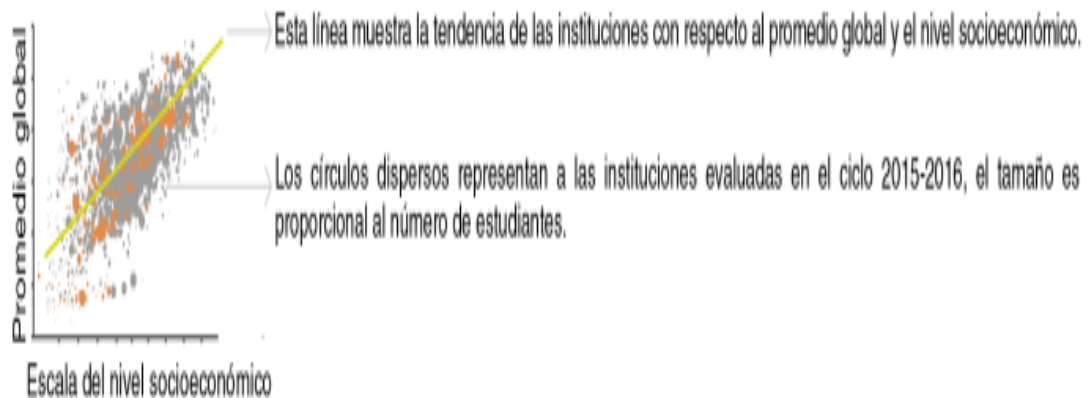 Esta línea muestra la tendencia de las instituciones con respecto al promedio global y el nivel socioeconómico.
Promedio global
Los círculos dispersos representan a las instituciones evaluadas en el ciclo 2015-2016, el tamaño es
proporcional al número de estudiantes.
Escala del nivel socioeconómico